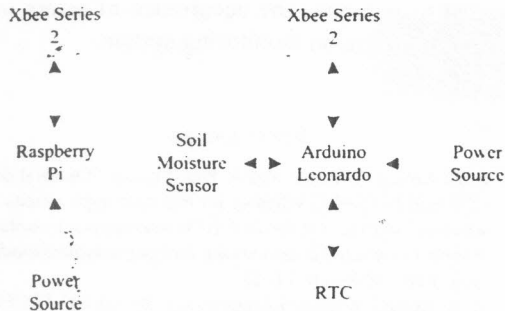 Xbee Series
2
Xbee Series
2
Raspberry
Pi
Soil
Moisture
Sensor
Arduino
Leonardo
Power
Source
Power
Source
RTC